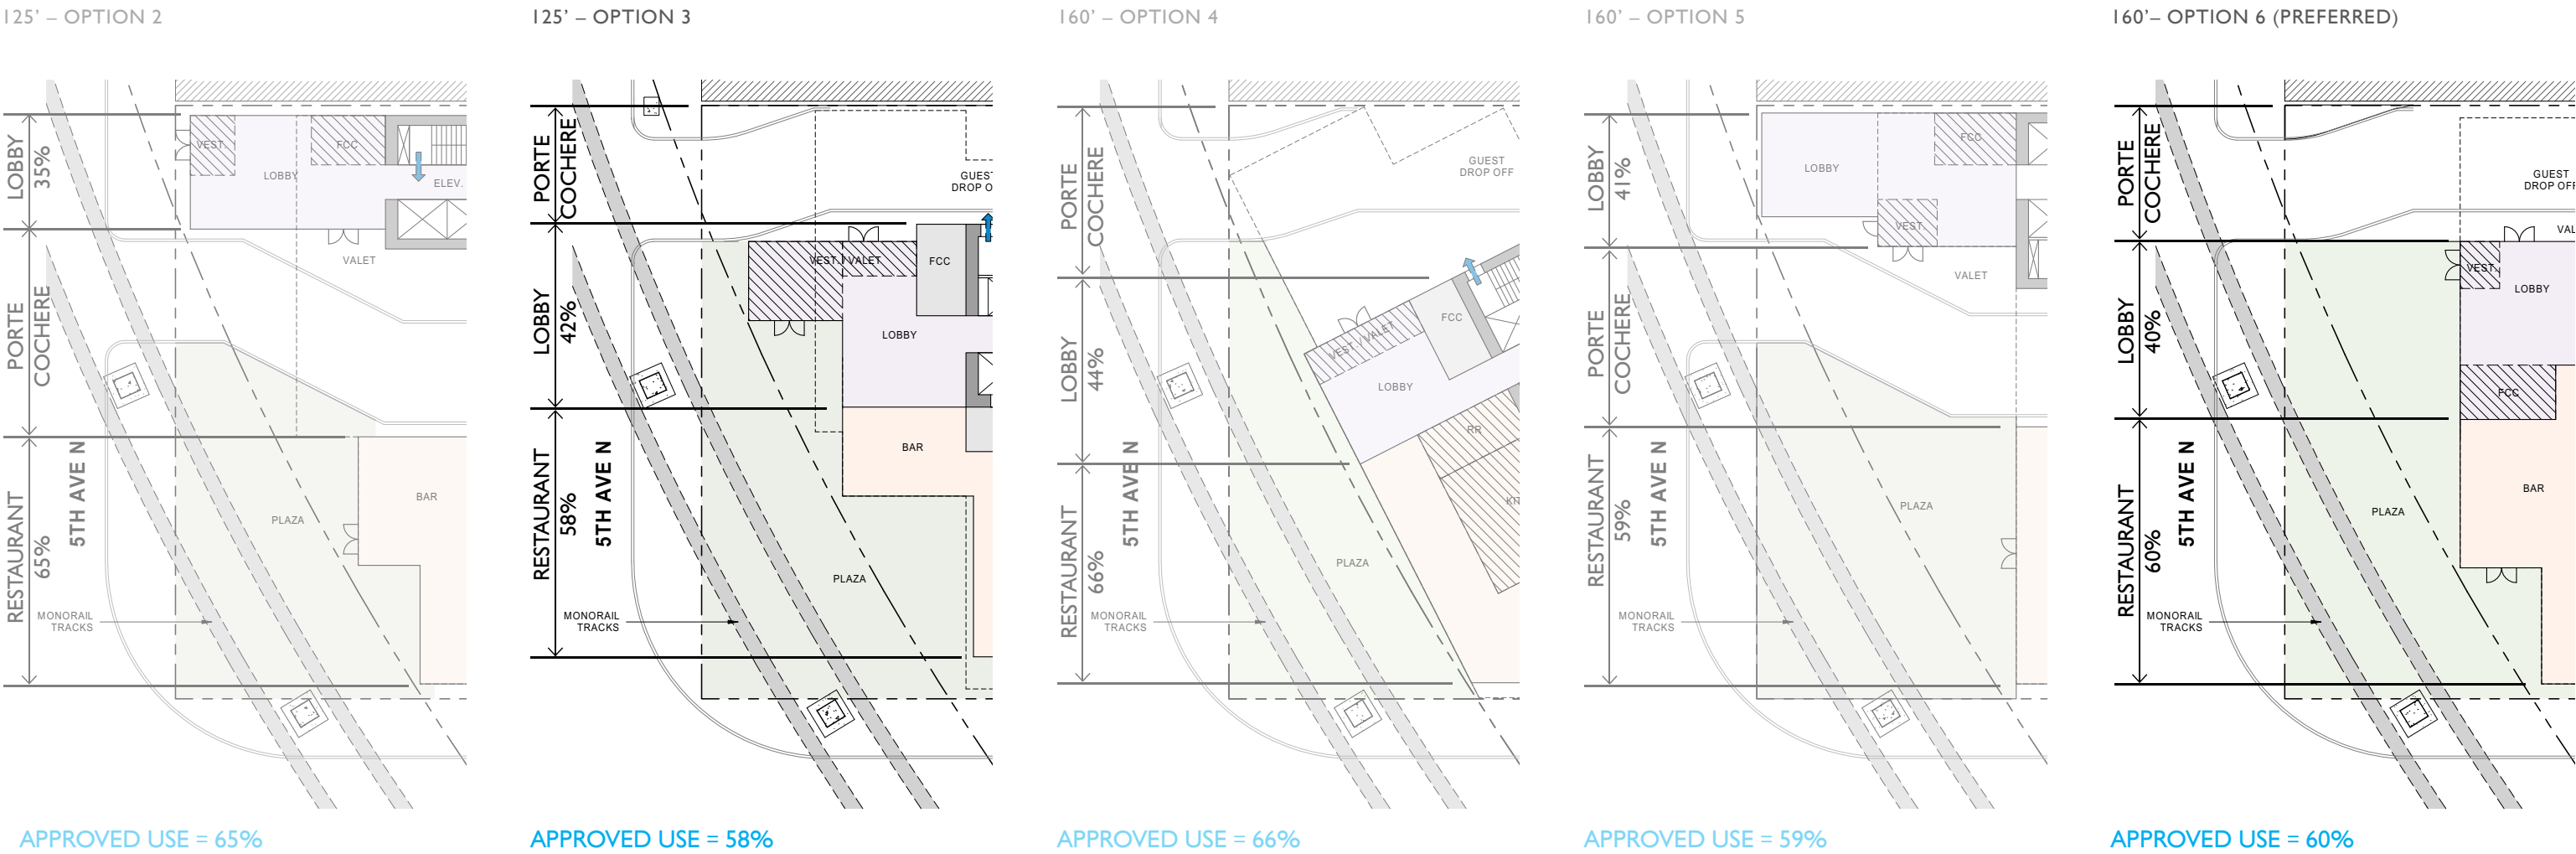 125' – OPTION 2
LOBBY
35%
PORTE
COCHERE
RESTAURANT
65%
5TH AVE N
VEST.
LOBBY
FCC
ELEV.
VALET
BAR
PLAZA
MONORAIL
TRACKS
APPROVED USE = 65%
125' – OPTION 3
PORTE
COCHERE
LOBBY
42%
RESTAURANT
58%
5TH AVE N
GUEST
DROP O
VEST. / VALET
FCC
LOBBY
BAR
PLAZA
MONORAIL
TRACKS
APPROVED USE = 58%
160' – OPTION 4
PORTE
COCHERE
LOBBY
44%
RESTAURANT
66%
5TH AVE N
GUEST
DROP OFF
VEST. / VALET
FCC
LOBBY
RR
KIT
PLAZA
MONORAIL
TRACKS
APPROVED USE = 66%
160' – OPTION 5
LOBBY
41%
PORTE
COCHERE
RESTAURANT
59%
5TH AVE N
LOBBY
FCC
VEST.
VALET
PLAZA
MONORAIL
TRACKS
APPROVED USE = 59%
160'– OPTION 6 (PREFERRED)
PORTE
COCHERE
LOBBY
40%
RESTAURANT
60%
5TH AVE N
GUEST
DROP OFF
VAL
VEST.
LOBBY
FCC
BAR
PLAZA
MONORAIL
TRACKS
APPROVED USE = 60%